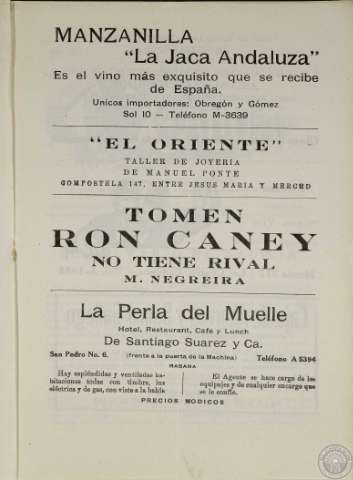 MANZANILLA
"La Jaca Andaluza"
Es el vino más exquisito que se recibe
de España.
Unicos importadores: Obregón y Gómez
Sol 10 — Teléfono M-3639
"EL ORIENTE"
TALLER DE JOYERIA
DE MANUEL PONTE
COMPOSTELA 147, ENTRE JESUS MARIA Y MERCED
TOMEN
RON CANEY
NO TIENE RIVAL
M. NEGREIRA
La Perla del Muelle
Hotel, Restaurant, Cafe y Lunch
De Santiago Suarez y Ca.
San Pedro No. 6. (frente a la puerta de la Machina) Teléfono A 5394
HABANA
Hay espléndidas y ventiladas ha-
bitaciones todas con timbre, luz
eléctrica y de gas, con vista a la bahía
El Agente se hace cargo de los
equipajes y de cualquier encargo que
se le confie.
PRECIOS MODICOS